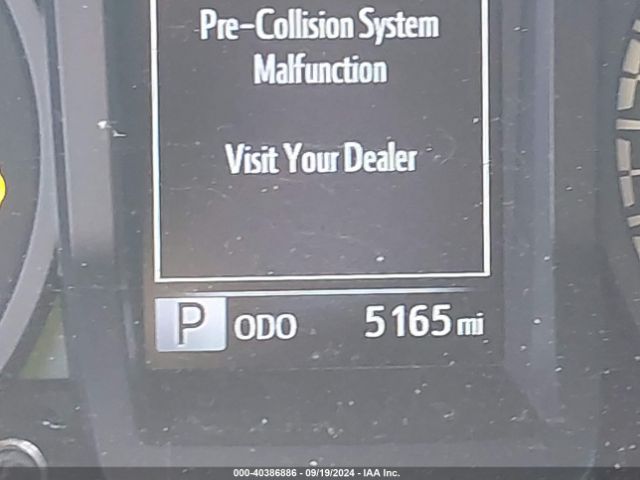 Pre-Collision System
Malfunction
Visit Your Dealer
P ODO 5165 mi
000-40386886 - 09/19/2024 - IAA Inc.